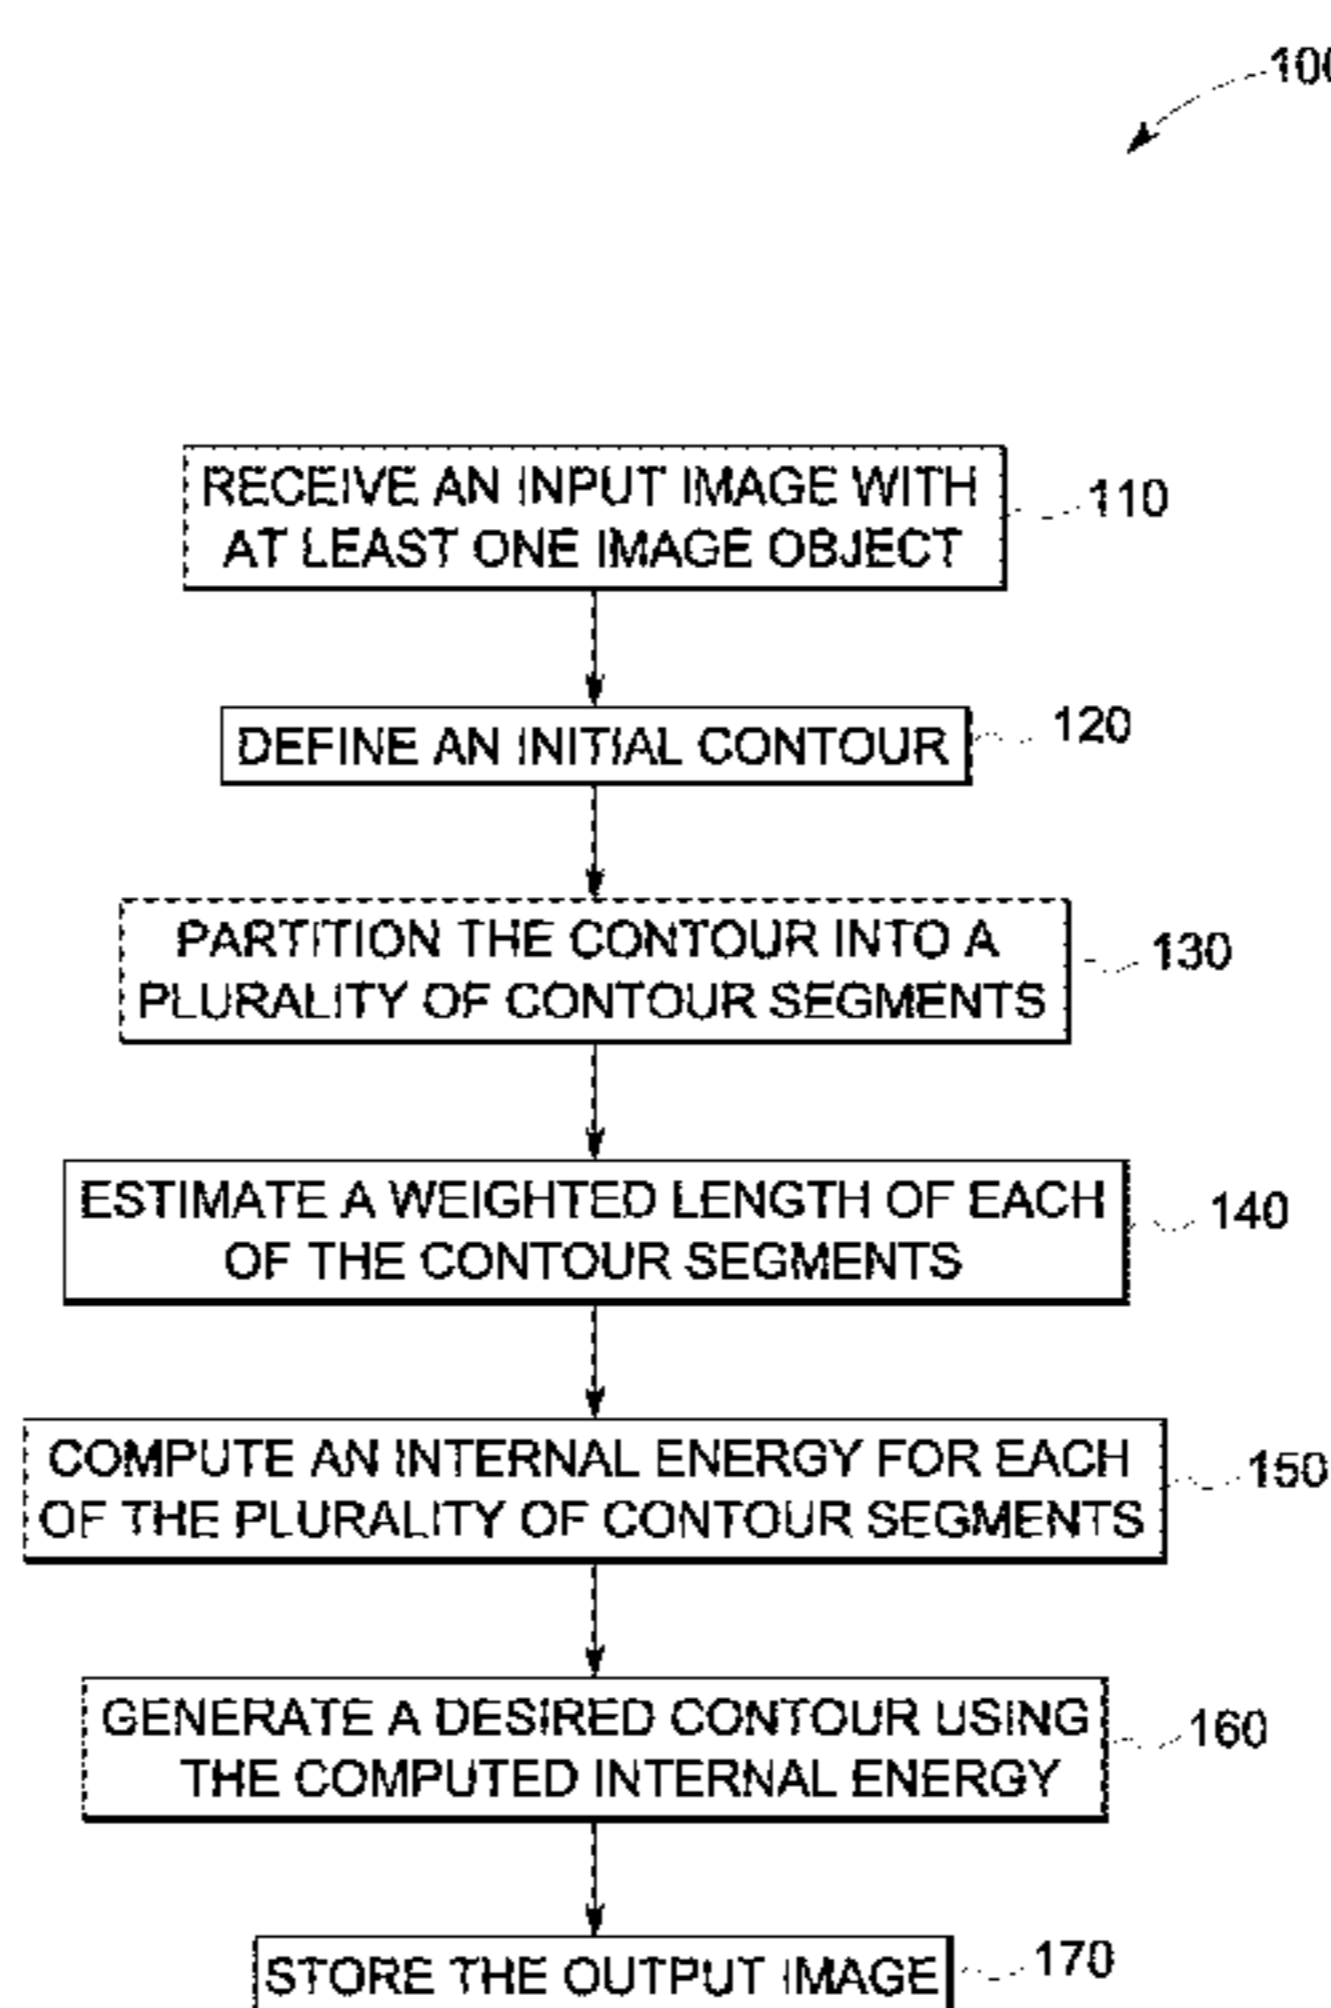 100
RECEIVE AN INPUT IMAGE WITH
AT LEAST ONE IMAGE OBJECT
110
DEFINE AN INITIAL CONTOUR
120
PARTITION THE CONTOUR INTO A
PLURALITY OF CONTOUR SEGMENTS
130
ESTIMATE A WEIGHTED LENGTH OF EACH
OF THE CONTOUR SEGMENTS
140
COMPUTE AN INTERNAL ENERGY FOR EACH
OF THE PLURALITY OF CONTOUR SEGMENTS
150
GENERATE A DESIRED CONTOUR USING
THE COMPUTED INTERNAL ENERGY
160
STORE THE OUTPUT IMAGE
170